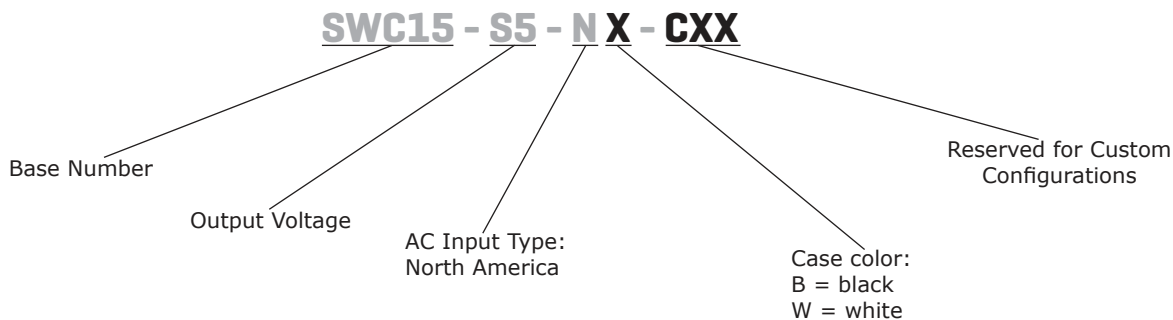 SWC15 - S5 - N X - CXX
Base Number
Output Voltage
AC Input Type:
North America
Case color:
B = black
W = white
Reserved for Custom
Configurations